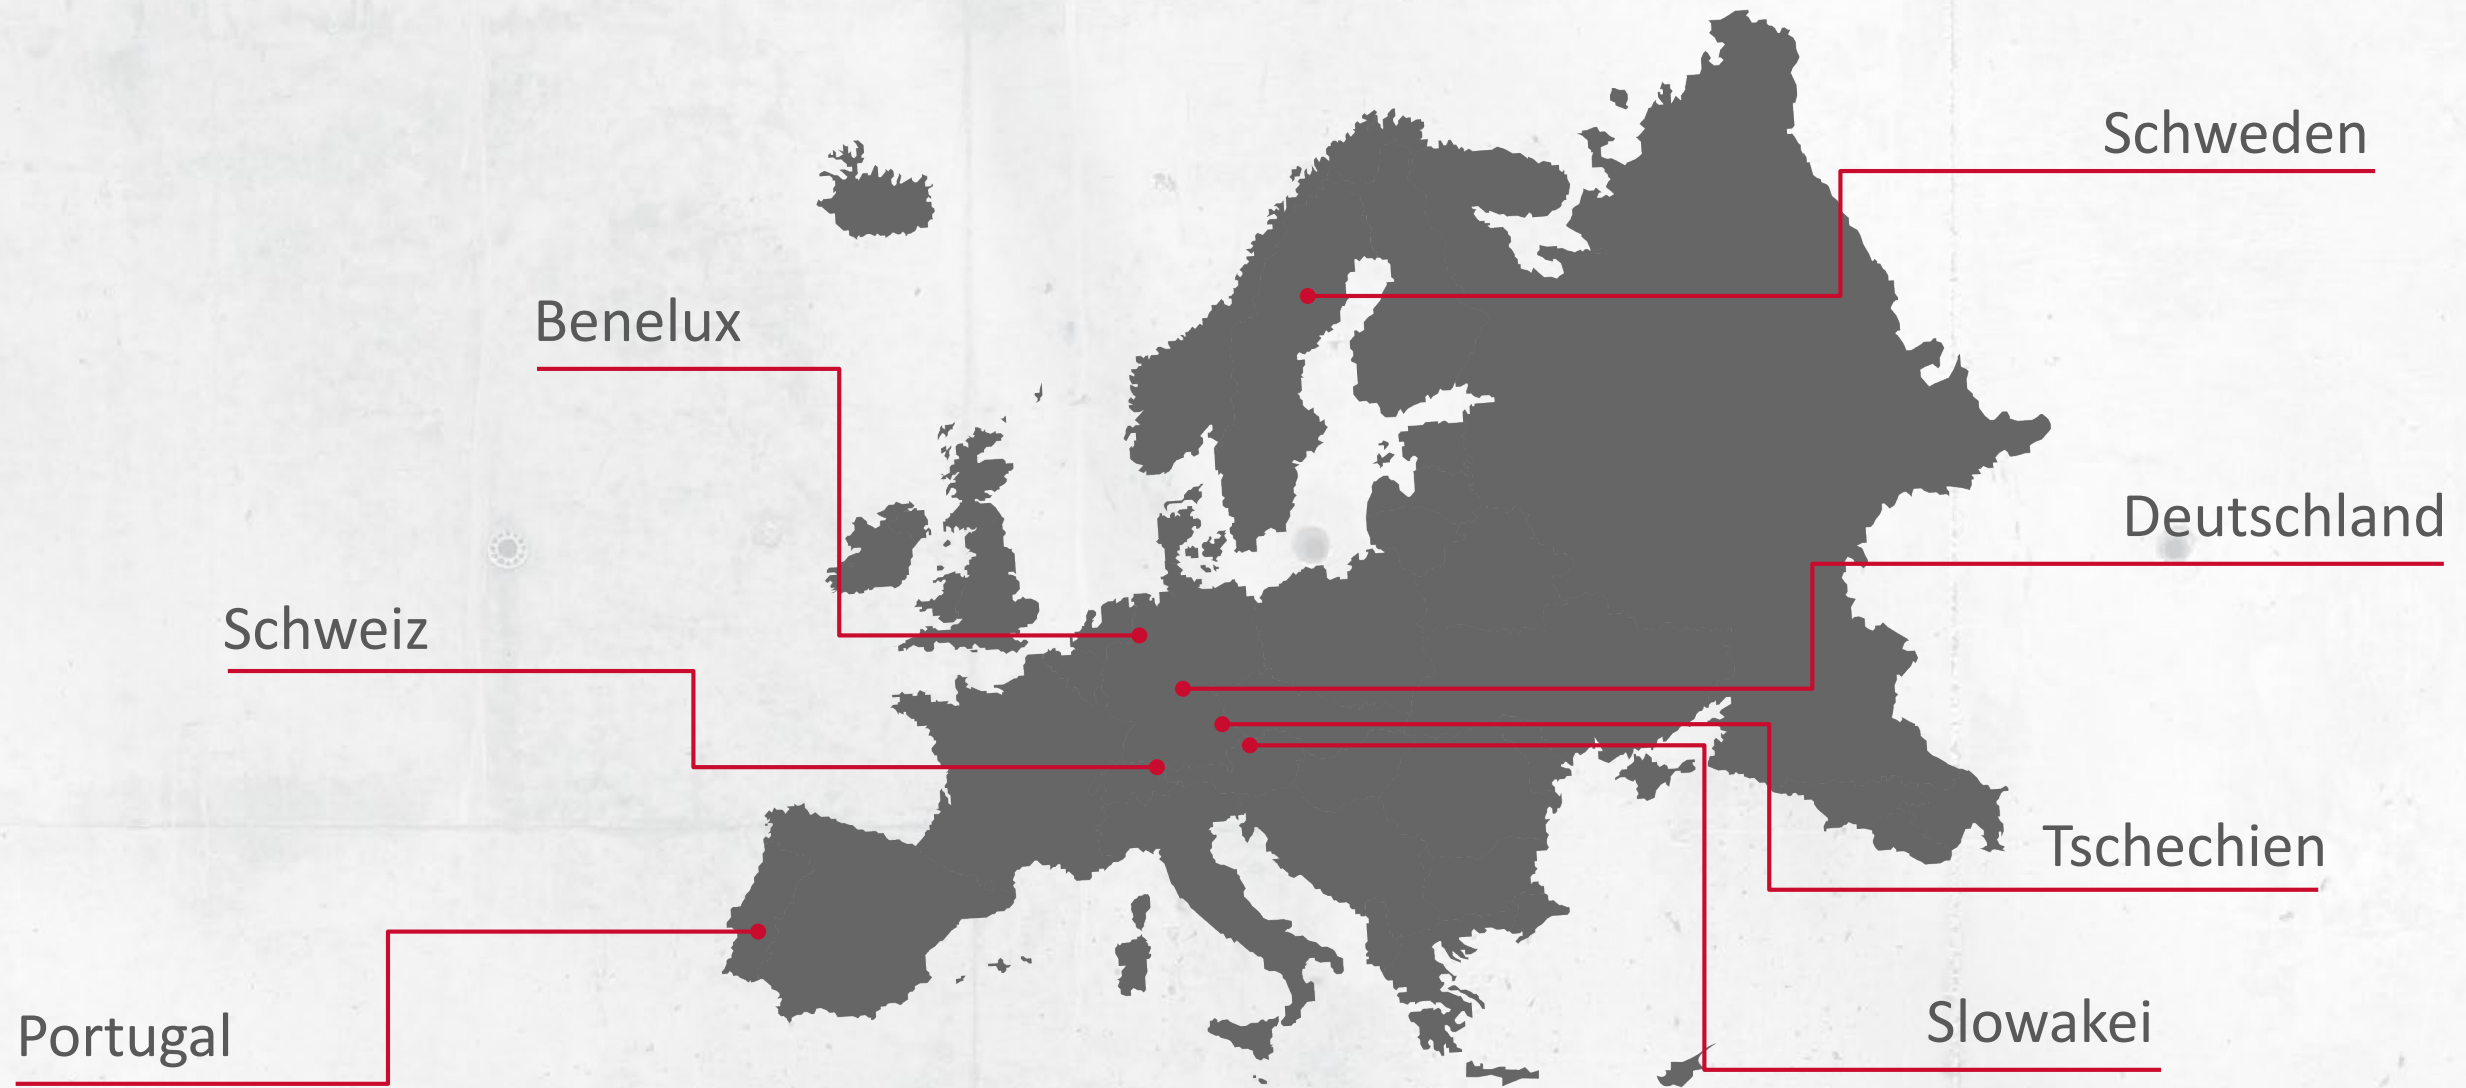 Schweden
Benelux
Deutschland
Schweiz
Tschechien
Slowakei
Portugal